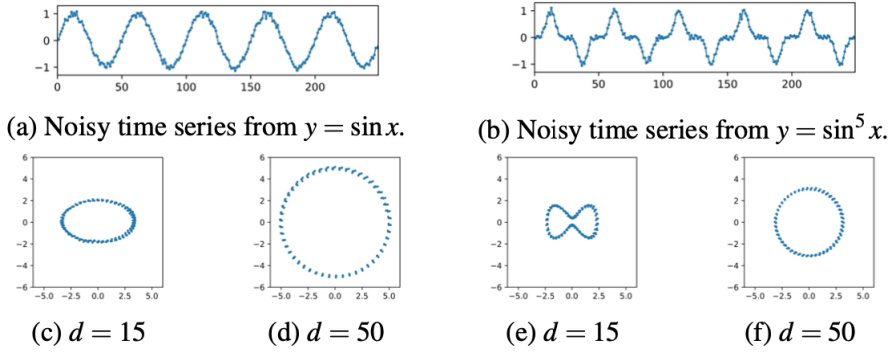 1
0
−1
0 50 100 150 200
1
0
−1
0 50 100 150 200
(a) Noisy time series from y = sin x.
(b) Noisy time series from y = sin⁵ x.
6
4
2
0
−2
−4
−6
−5.0 −2.5 0.0 2.5 5.0
6
4
2
0
−2
−4
−6
−5.0 −2.5 0.0 2.5 5.0
6
4
2
0
−2
−4
−6
−5.0 −2.5 0.0 2.5 5.0
6
4
2
0
−2
−4
−6
−5.0 −2.5 0.0 2.5 5.0
(c) d = 15
(d) d = 50
(e) d = 15
(f) d = 50